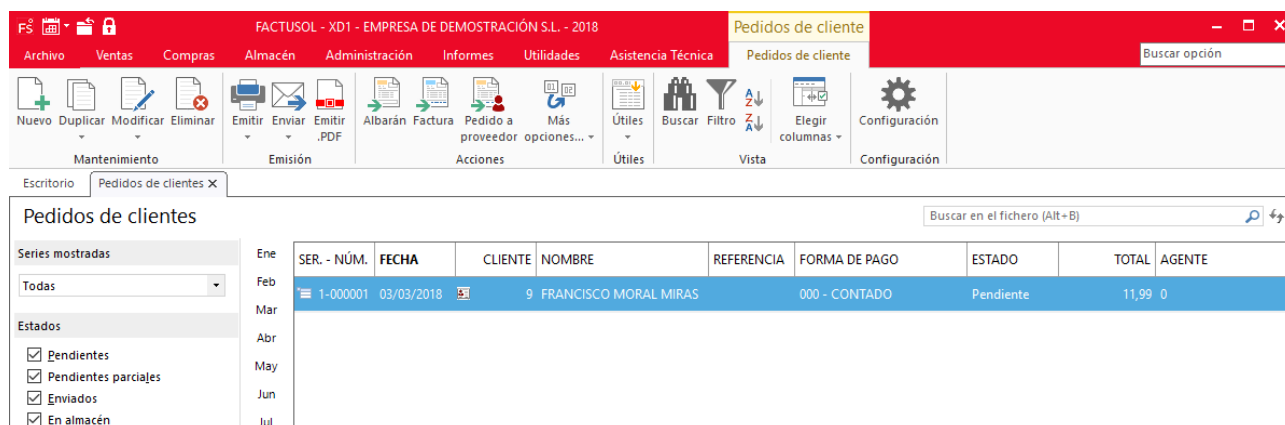 FS FACTUSOL - XD1 - EMPRESA DE DEMOSTRACIÓN S.L. - 2018 Pedidos de cliente
Archivo Ventas Compras Almacén Administración Informes Utilidades Asistencia Técnica Pedidos de cliente Buscar opción
Nuevo Duplicar Modificar Eliminar Emitir Enviar Emitir .PDF Albarán Factura Pedido a proveedor Más opciones... Útiles Buscar Filtro Elegir columnas Configuración
Mantenimiento Emisión Acciones Útiles Vista Configuración
Escritorio Pedidos de clientes X
Pedidos de clientes Buscar en el fichero (Alt+B)
Series mostradas
Todas
Estados
Pendientes
Pendientes parciales
Enviados
En almacén
Ene
Feb
Mar
Abr
May
Jun
Jul
SER. - NÚM. FECHA CLIENTE NOMBRE REFERENCIA FORMA DE PAGO ESTADO TOTAL AGENTE
1-000001 03/03/2018 9 FRANCISCO MORAL MIRAS 000 - CONTADO Pendiente 11,99 0